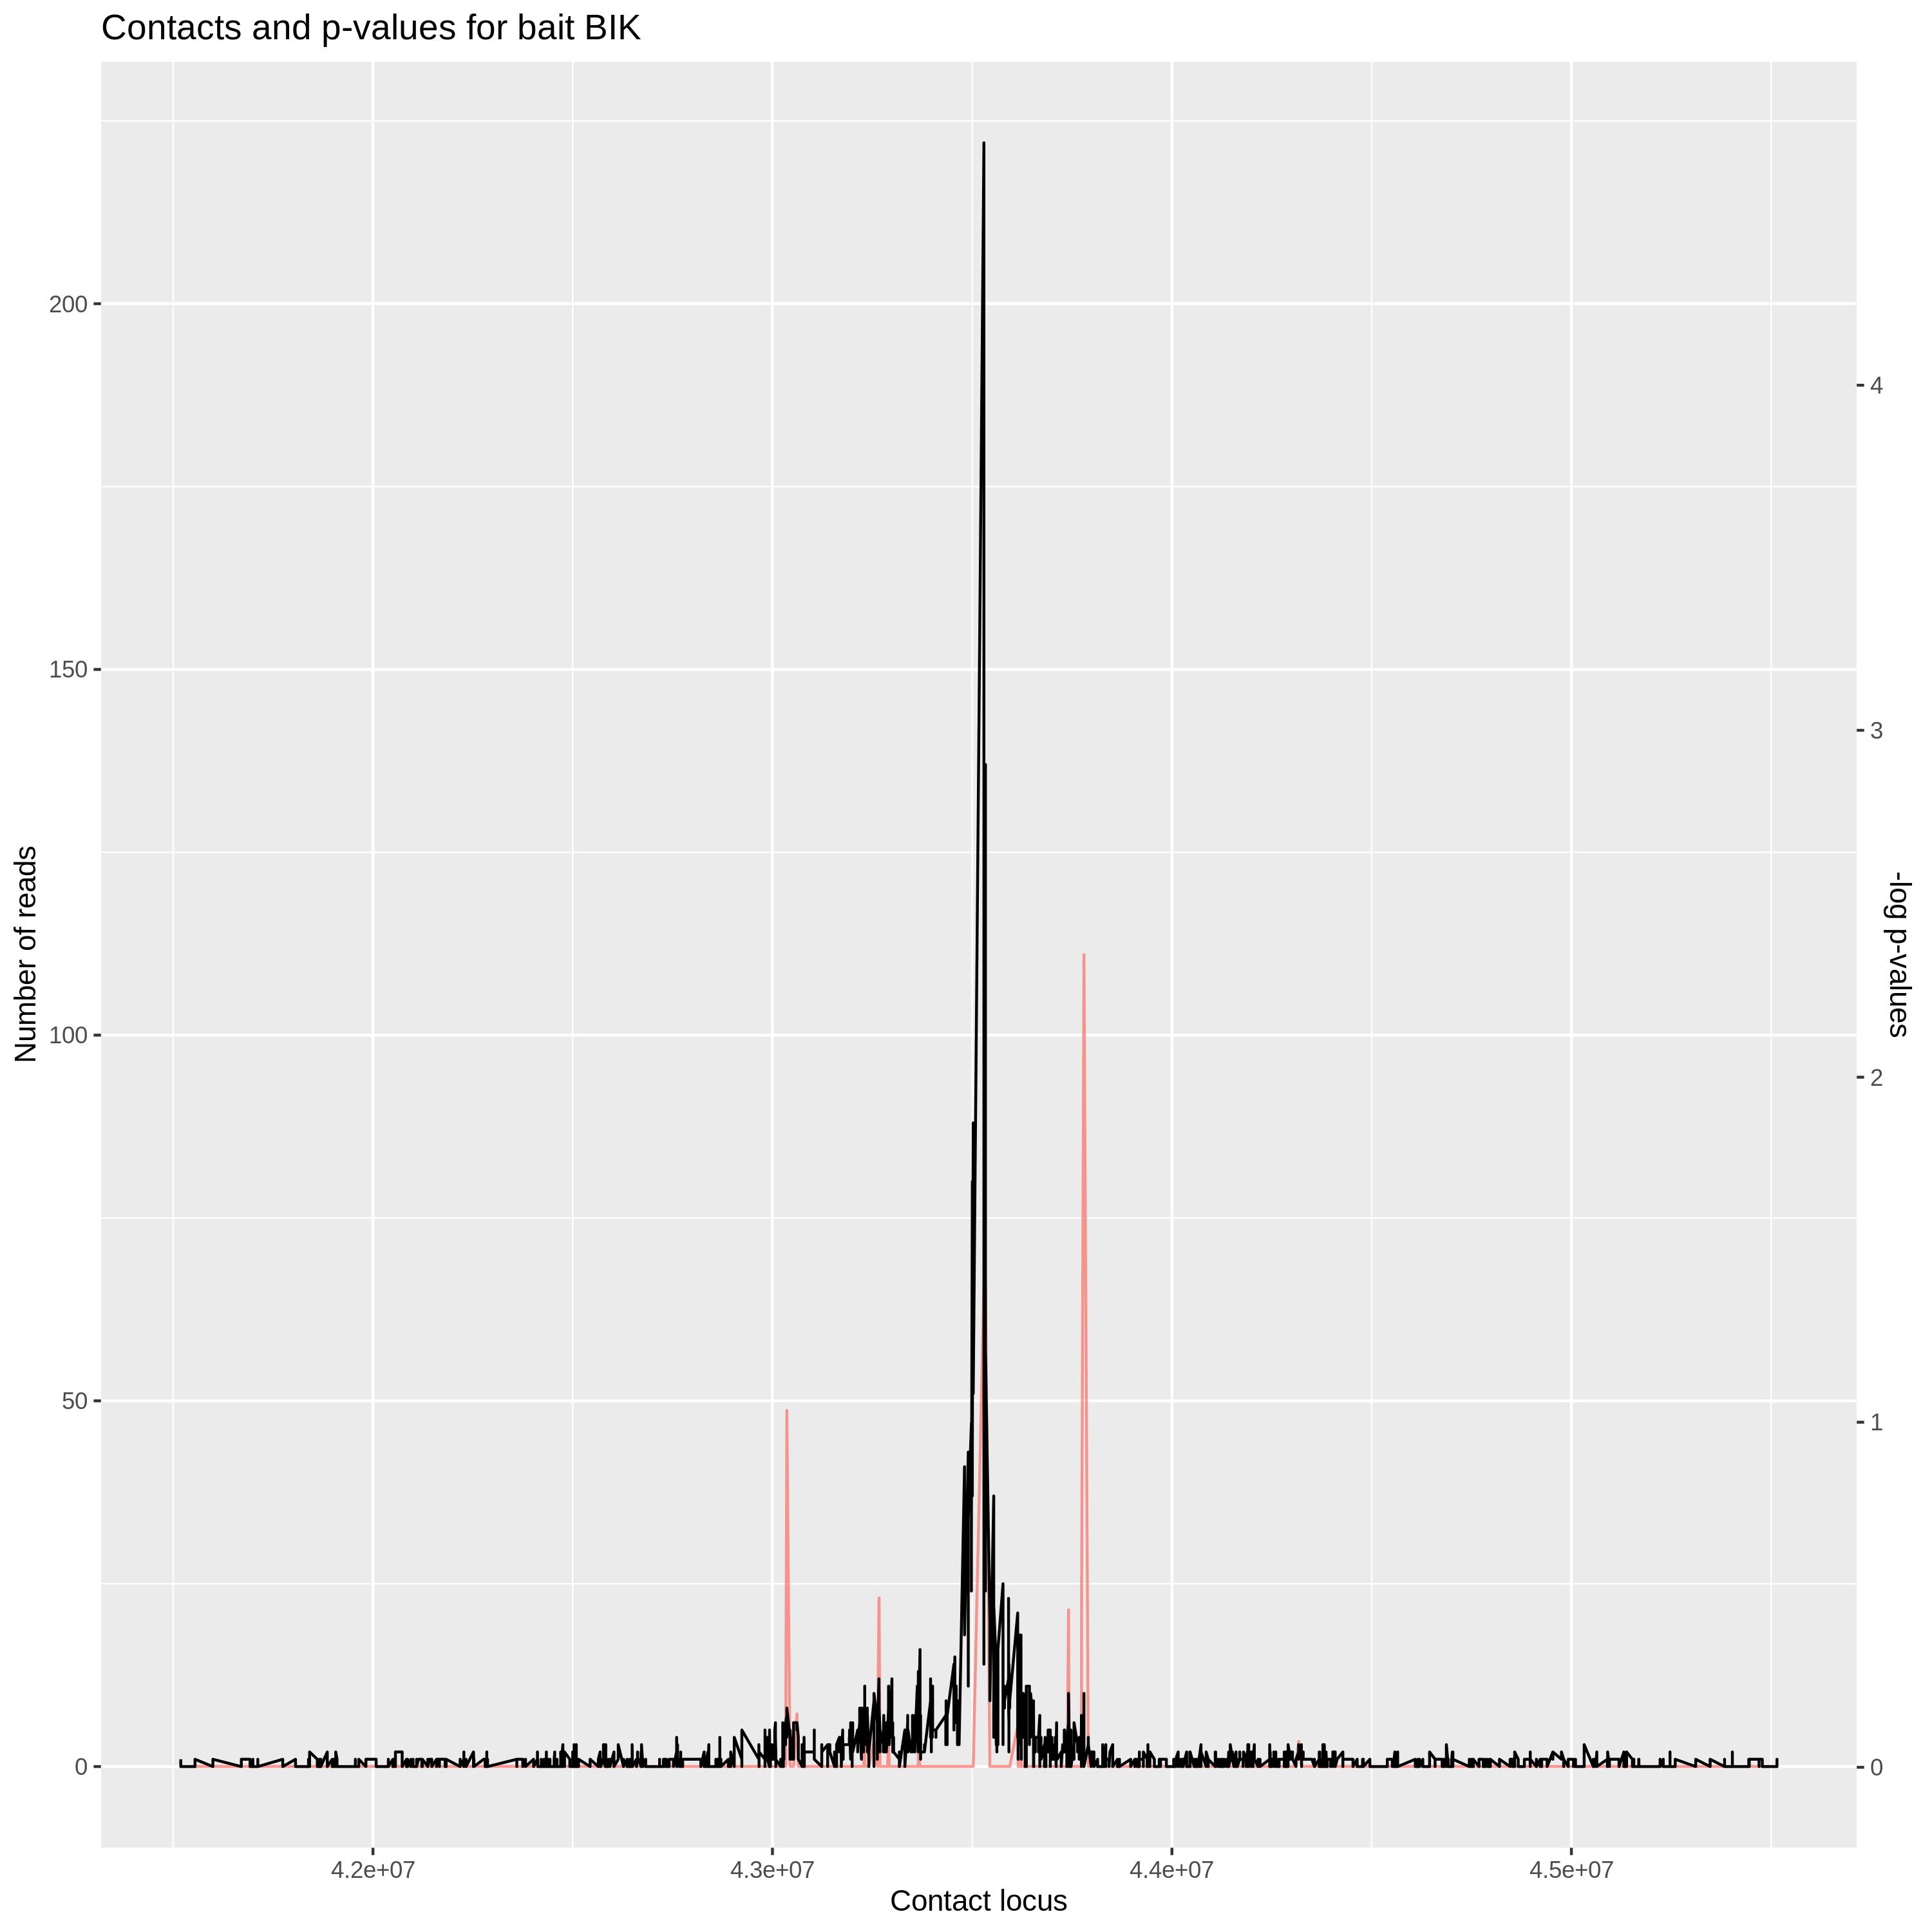 Contacts and p-values for bait BIK
Number of reads
200
150
100
50
0
-log p-values
4
3
2
1
0
4.2e+07
4.3e+07
4.4e+07
4.5e+07
Contact locus